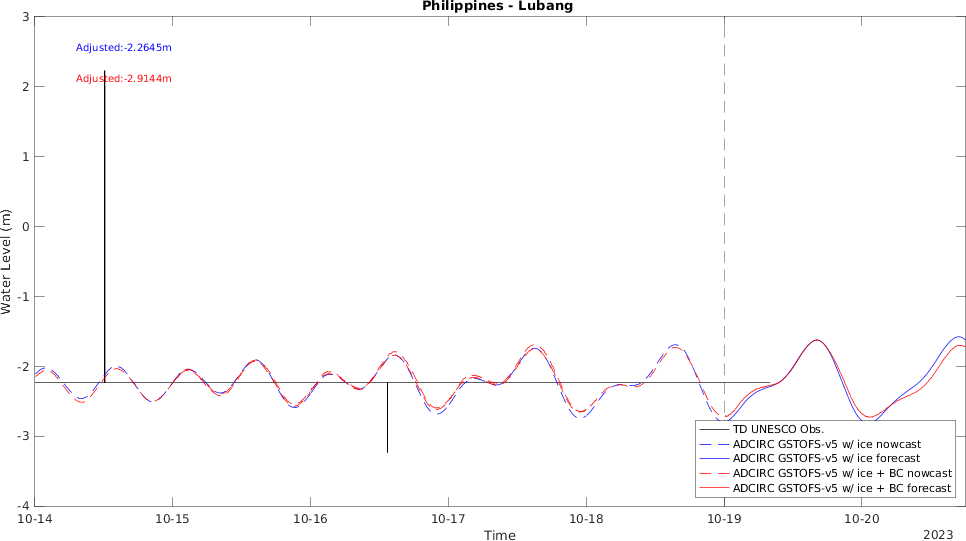 Philippines - Lubang
3
Adjusted:-2.2645m
Adjusted:-2.9144m
2
1
0
-1
-2
-3
-4
Water Level (m)
TD UNESCO Obs.
ADCIRC GSTOFS-v5 w/ ice nowcast
ADCIRC GSTOFS-v5 w/ ice forecast
ADCIRC GSTOFS-v5 w/ ice + BC nowcast
ADCIRC GSTOFS-v5 w/ ice + BC forecast
10-14 10-15 10-16 10-17 10-18 10-19 10-20
Time
2023